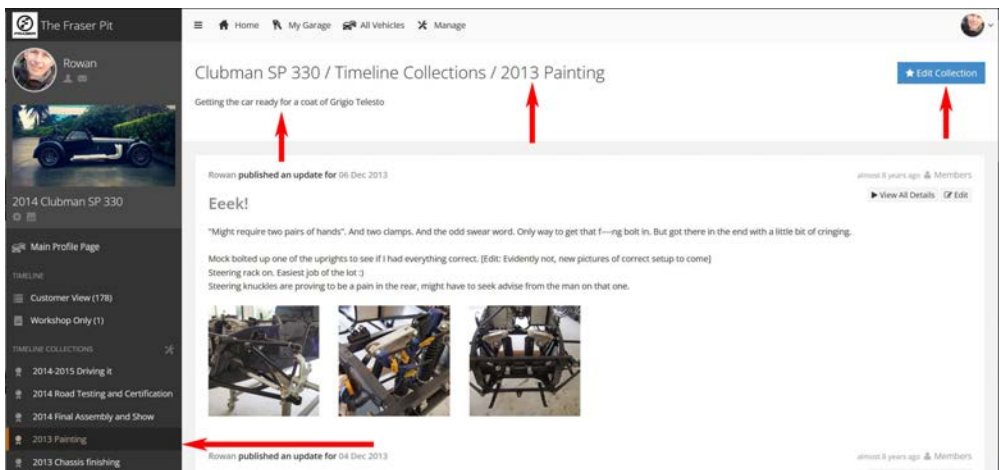 The Fraser Pit
Home My Garage All Vehicles Manage
Rowan
2014 Clubman SP 330
Main Profile Page
TIMELINE
Customer View (178)
Workshop Only (1)
TIMELINE COLLECTIONS
2014-2015 Driving it
2014 Road Testing and Certification
2014 Final Assembly and Show
2013 Painting
2013 Chassis finishing
Clubman SP 330 / Timeline Collections / 2013 Painting
Edit Collection
Getting the car ready for a coat of Grigio Telesto
Rowan published an update for 06 Dec 2013
almost 8 years ago Members
View All Details Edit
Eeek!
"Might require two pairs of hands". And two clamps. And the odd swear word. Only way to get that f---ng bolt in. But got there in the end with a little bit of cringing.
Mock bolted up one of the uprights to see if I had everything correct. [Edit: Evidently not, new pictures of correct setup to come]
Steering rack on. Easiest job of the lot :)
Steering knuckles are proving to be a pain in the rear, might have to seek advise from the man on that one.
Rowan published an update for 04 Dec 2013
almost 8 years ago Members